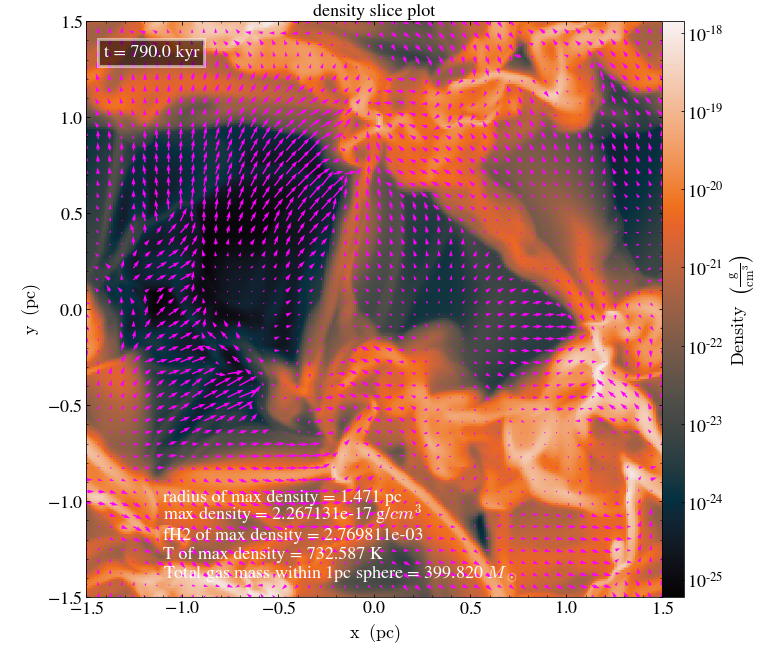 density slice plot
t = 790.0 kyr
1.5
1.0
0.5
0.0
−0.5
−1.0
−1.5
y (pc)
radius of max density = 1.471 pc
max density = 2.267131e-17 g/cm³
fH2 of max density = 2.769811e-03
T of max density = 732.587 K
Total gas mass within 1pc sphere = 399.820 M☉
−1.5 −1.0 −0.5 0.0 0.5 1.0 1.5
x (pc)
10⁻¹⁸
10⁻¹⁹
10⁻²⁰
10⁻²¹
10⁻²²
10⁻²³
10⁻²⁴
10⁻²⁵
Density (g/cm³)